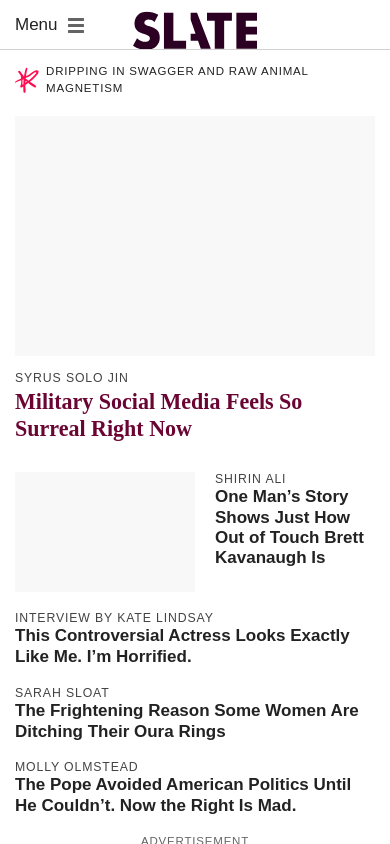 Menu
SLATE
DRIPPING IN SWAGGER AND RAW ANIMAL
MAGNETISM
SYRUS SOLO JIN
Military Social Media Feels So
Surreal Right Now
SHIRIN ALI
One Man’s Story
Shows Just How
Out of Touch Brett
Kavanaugh Is
INTERVIEW BY KATE LINDSAY
This Controversial Actress Looks Exactly
Like Me. I’m Horrified.
SARAH SLOAT
The Frightening Reason Some Women Are
Ditching Their Oura Rings
MOLLY OLMSTEAD
The Pope Avoided American Politics Until
He Couldn’t. Now the Right Is Mad.
ADVERTISEMENT